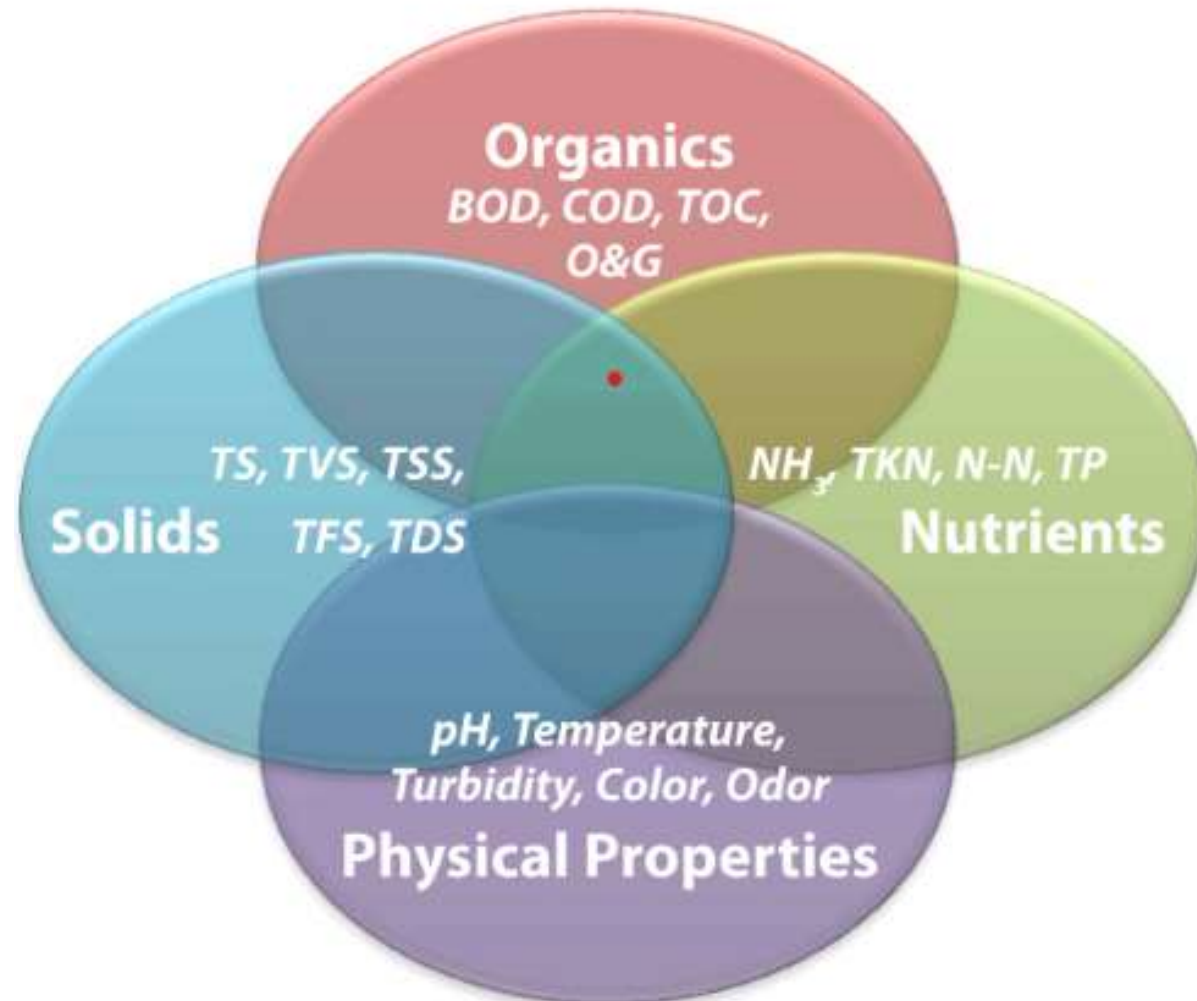 Organics
BOD, COD, TOC,
O&G
TS, TVS, TSS,
Solids TFS, TDS
NH₃, TKN, N-N, TP
Nutrients
pH, Temperature,
Turbidity, Color, Odor
Physical Properties